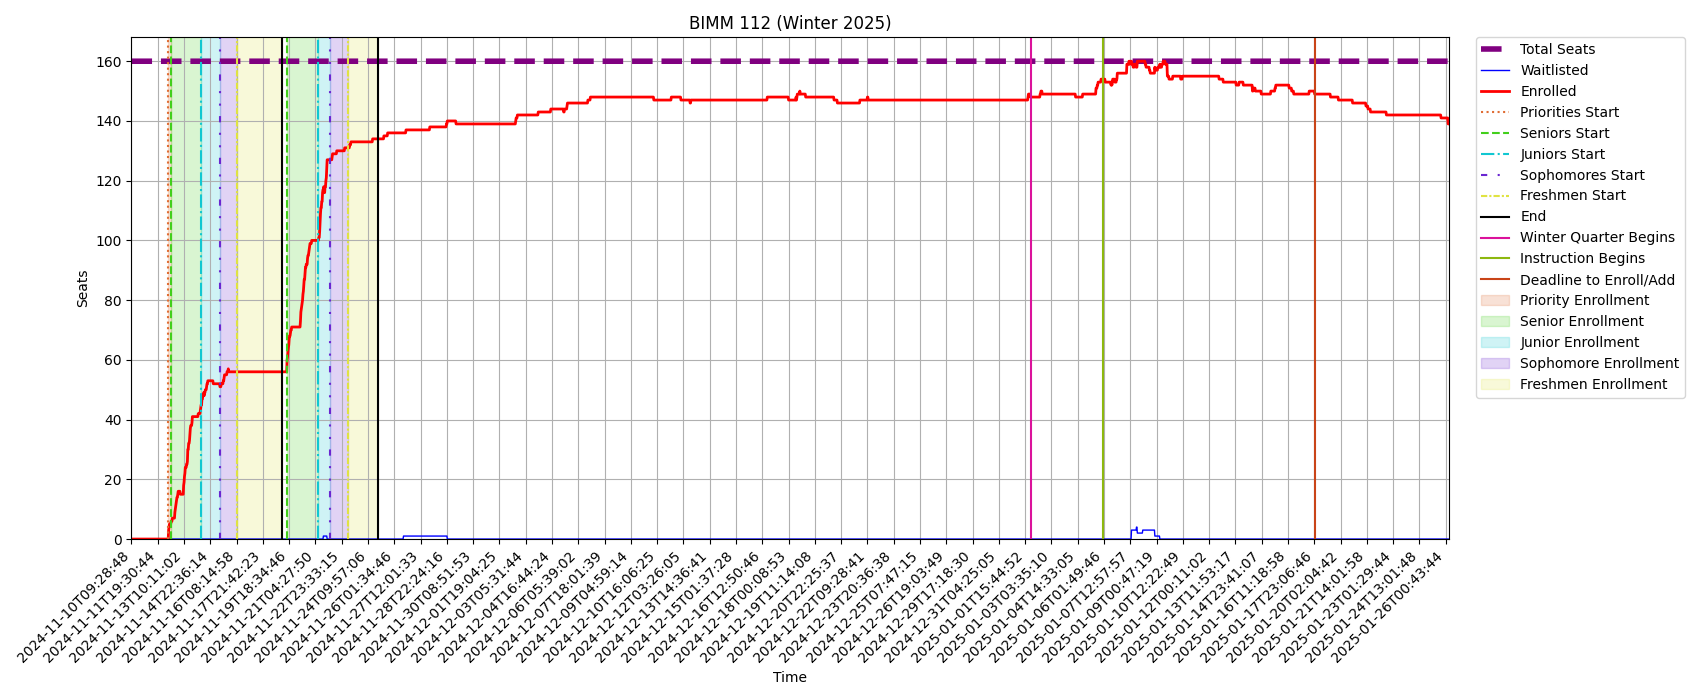 BIMM 112 (Winter 2025)
Seats
160
140
120
100
80
60
40
20
0
2024-11-10T09:28:48
2024-11-11T19:30:44
2024-11-13T10:11:02
2024-11-14T22:36:14
2024-11-16T08:14:58
2024-11-17T21:42:23
2024-11-19T18:34:46
2024-11-21T04:27:50
2024-11-22T23:33:15
2024-11-24T09:57:06
2024-11-26T01:34:46
2024-11-27T12:01:33
2024-11-28T22:24:16
2024-11-30T08:51:53
2024-12-01T19:04:25
2024-12-03T05:31:44
2024-12-04T16:44:24
2024-12-06T05:39:02
2024-12-07T18:01:39
2024-12-09T04:59:14
2024-12-10T16:06:25
2024-12-12T03:26:05
2024-12-13T14:36:41
2024-12-15T01:37:28
2024-12-16T12:50:46
2024-12-18T00:08:53
2024-12-19T11:14:08
2024-12-20T22:25:37
2024-12-22T09:28:41
2024-12-23T20:36:38
2024-12-25T07:47:15
2024-12-26T19:03:49
2024-12-29T17:18:30
2024-12-31T04:25:05
2025-01-01T15:44:52
2025-01-03T03:35:10
2025-01-04T14:33:05
2025-01-06T01:49:46
2025-01-07T12:57:57
2025-01-09T00:47:19
2025-01-10T12:22:49
2025-01-12T00:11:02
2025-01-13T11:53:17
2025-01-14T23:41:07
2025-01-16T11:18:58
2025-01-17T23:06:46
2025-01-20T02:04:42
2025-01-21T14:01:58
2025-01-23T01:29:44
2025-01-24T13:01:48
2025-01-26T00:43:44
Time
Total Seats
Waitlisted
Enrolled
Priorities Start
Seniors Start
Juniors Start
Sophomores Start
Freshmen Start
End
Winter Quarter Begins
Instruction Begins
Deadline to Enroll/Add
Priority Enrollment
Senior Enrollment
Junior Enrollment
Sophomore Enrollment
Freshmen Enrollment